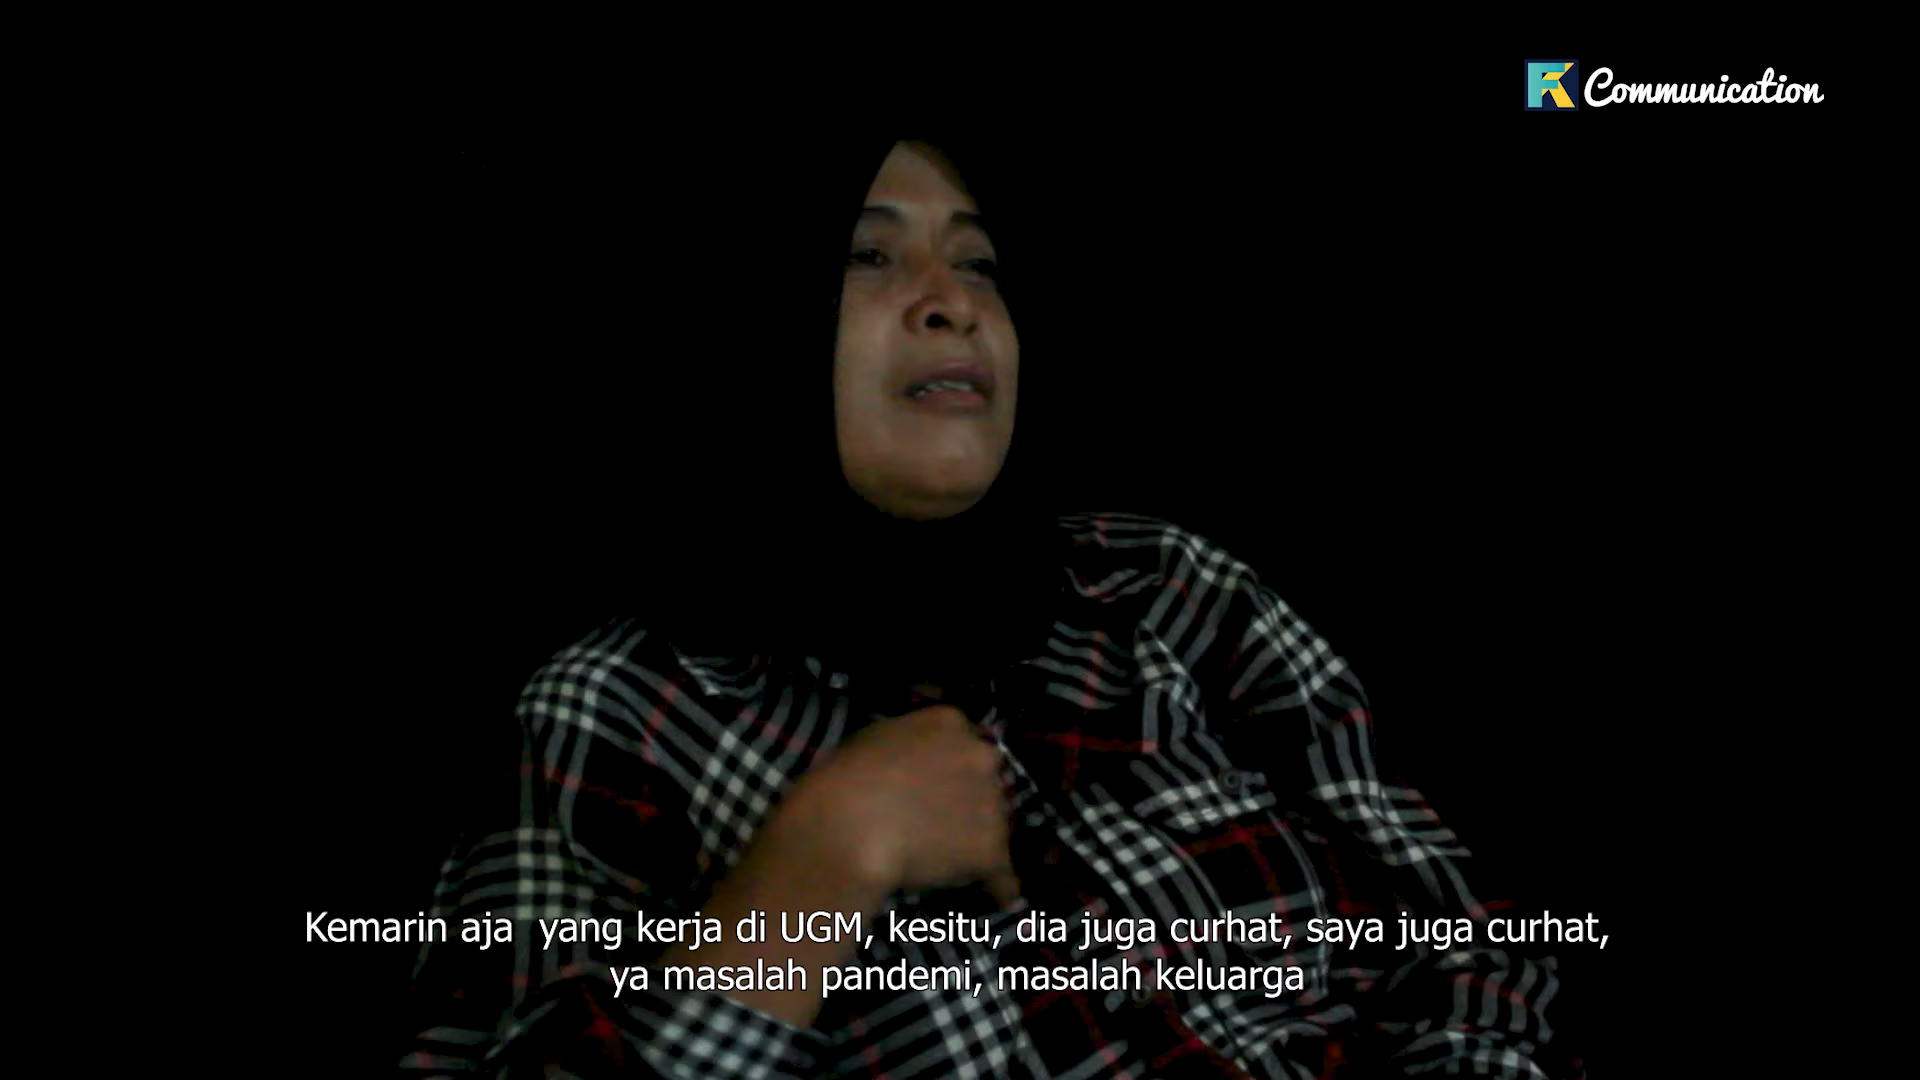 FK Communication
Kemarin aja  yang kerja di UGM, kesitu, dia juga curhat, saya juga curhat,
ya masalah pandemi, masalah keluarga